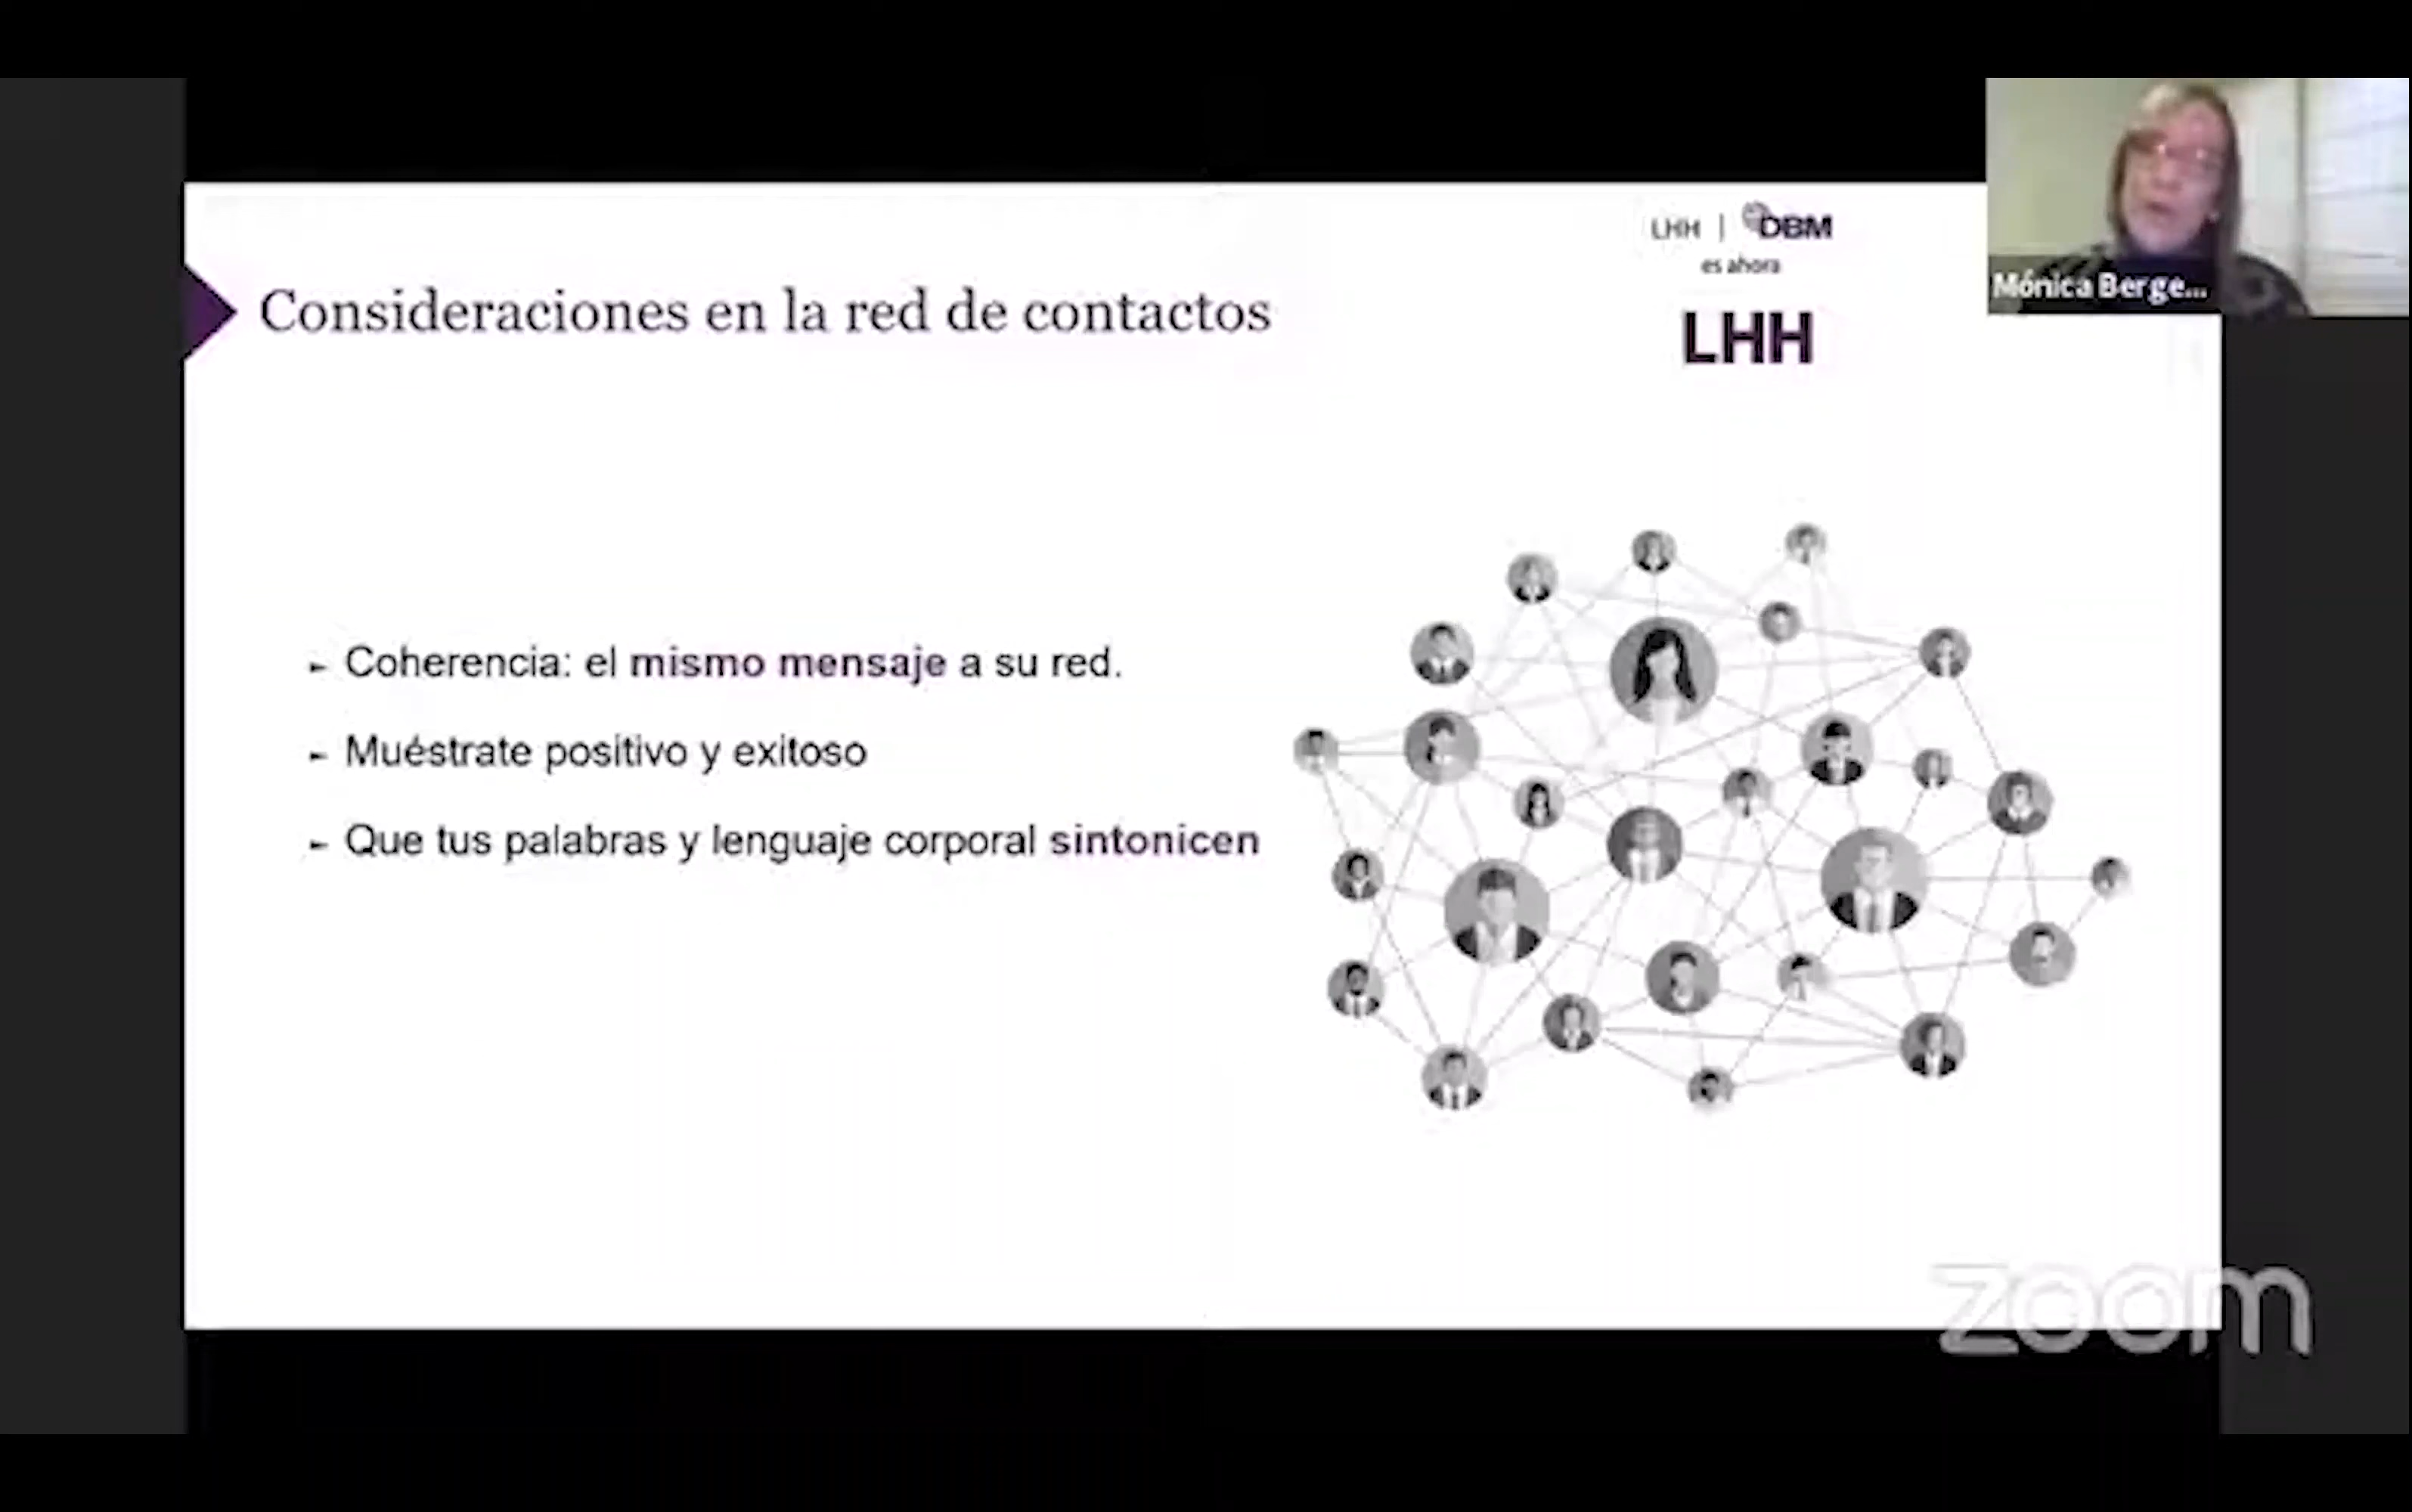 LHH | DBM
es ahora
LHH
Mónica Berge...
Consideraciones en la red de contactos
Coherencia: el mismo mensaje a su red.
Muéstrate positivo y exitoso
Que tus palabras y lenguaje corporal sintonicen
zoom